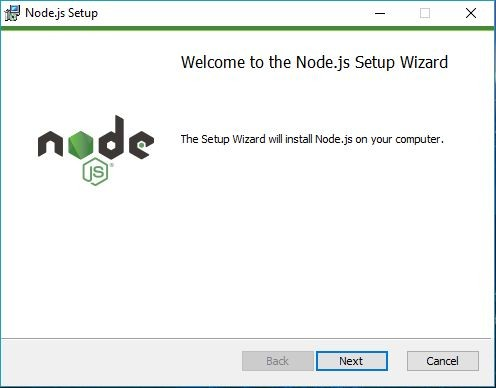 Node.js Setup
Welcome to the Node.js Setup Wizard
The Setup Wizard will install Node.js on your computer.
node
JS®
Back Next Cancel